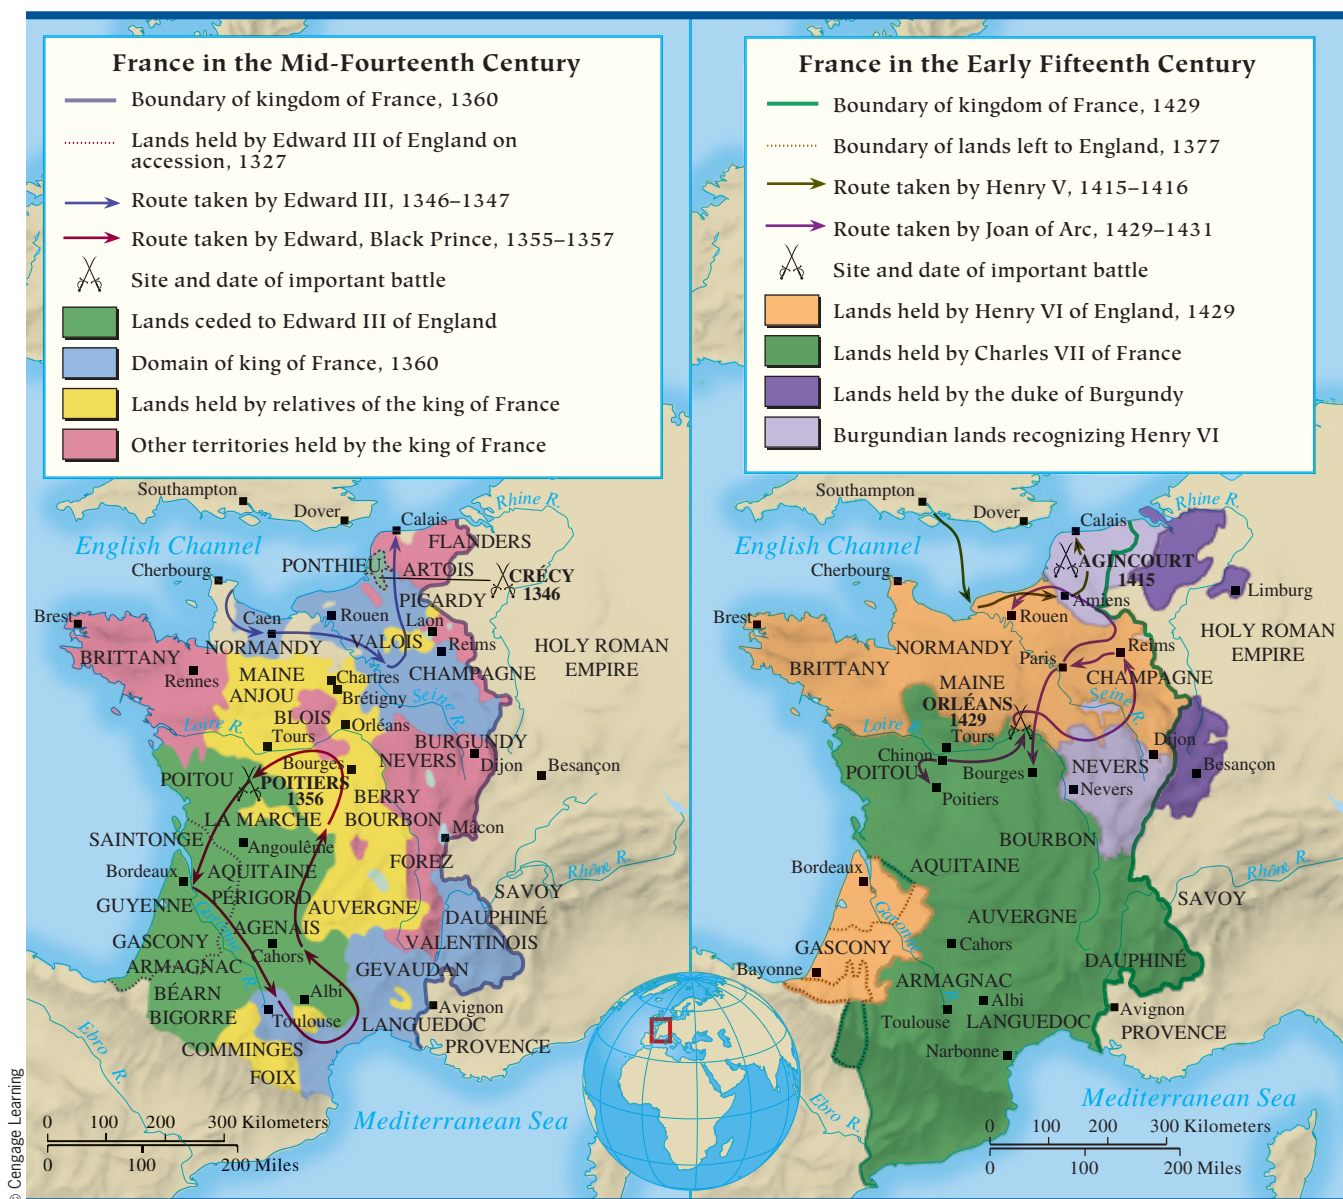 France in the Mid-Fourteenth Century
Boundary of kingdom of France, 1360
Lands held by Edward III of England on
accession, 1327
Route taken by Edward III, 1346–1347
Route taken by Edward, Black Prince, 1355–1357
Site and date of important battle
Lands ceded to Edward III of England
Domain of king of France, 1360
Lands held by relatives of the king of France
Other territories held by the king of France
Southampton
Dover
Rhine R.
Calais
English Channel
FLANDERS
Cherbourg
PONTHIEU
ARTOIS
CRÉCY
1346
PICARDY
Brest
Caen
Rouen
Laon
NORMANDY
VALOIS
Reims
HOLY ROMAN
EMPIRE
BRITTANY
Rennes
MAINE
ANJOU
Chartres
CHAMPAGNE
Brétigny
Seine R.
BLOIS
Loire R.
Orléans
Tours
BURGUNDY
NEVERS
Dijon
Bourges
Besançon
POITOU
POITIERS
1356
BERRY
LA MARCHE
BOURBON
SAINTONGE
Angoulême
Mâcon
Bordeaux
AQUITAINE
FOREZ
Rhône R.
PÉRIGORD
SAVOY
GUYENNE
Garonne
R.
AUVERGNE
DAUPHINÉ
AGENAIS
GASCONY
Cahors
VALENTINOIS
ARMAGNAC
GEVAUDAN
BÉARN
Albi
Avignon
BIGORRE
Toulouse
LANGUEDOC
PROVENCE
COMMINGES
FOIX
Ebro R.
Mediterranean Sea
0 100 200 300 Kilometers
0 100 200 Miles
© Cengage Learning
France in the Early Fifteenth Century
Boundary of kingdom of France, 1429
Boundary of lands left to England, 1377
Route taken by Henry V, 1415–1416
Route taken by Joan of Arc, 1429–1431
Site and date of important battle
Lands held by Henry VI of England, 1429
Lands held by Charles VII of France
Lands held by the duke of Burgundy
Burgundian lands recognizing Henry VI
Southampton
Dover
Rhine R.
Calais
English Channel
AGINCOURT
1415
Cherbourg
Limburg
Amiens
Brest
Rouen
NORMANDY
HOLY ROMAN
EMPIRE
Reims
Paris
BRITTANY
CHAMPAGNE
MAINE
Seine R.
ORLÉANS
1429
Loire R.
Tours
Dijon
Chinon
POITOU
Bourges
NEVERS
Besançon
Poitiers
Nevers
BOURBON
Bordeaux
AQUITAINE
Rhône R.
SAVOY
Garonne
R.
AUVERGNE
GASCONY
Cahors
Bayonne
DAUPHINÉ
ARMAGNAC
Albi
Avignon
Toulouse
LANGUEDOC
PROVENCE
Narbonne
Ebro R.
Mediterranean Sea
0 100 200 300 Kilometers
0 100 200 Miles